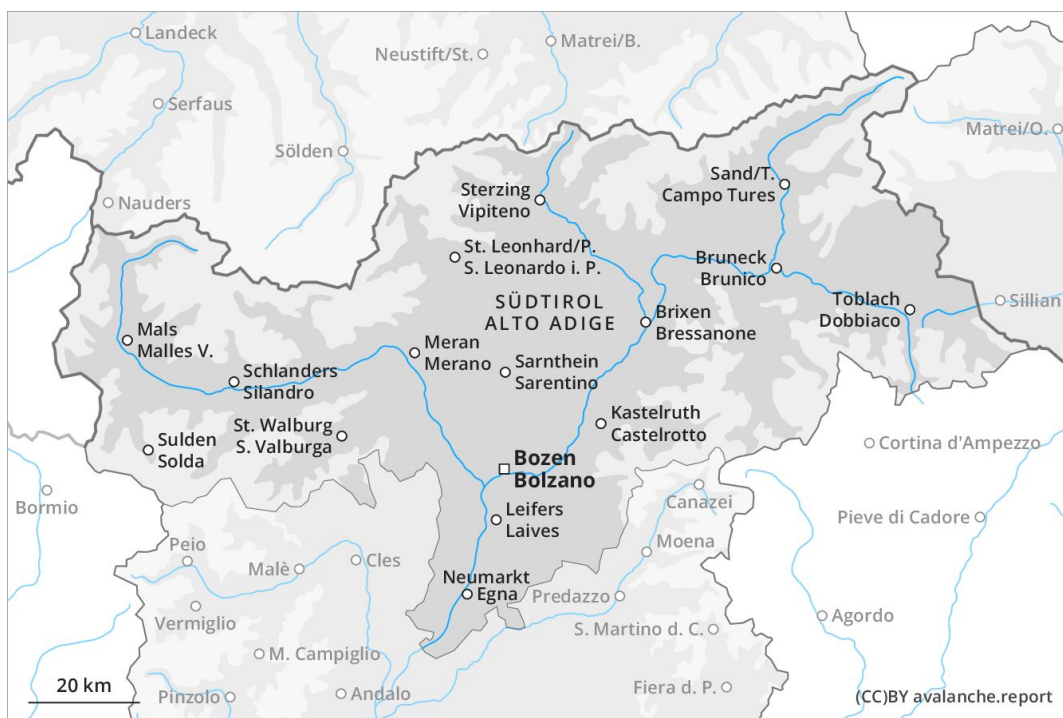 Landeck
Neustift/St.
Matrei/B.
Serfaus
Matrei/O.
Sölden
Sand/T.
Campo Tures
Sterzing
Vipiteno
Nauders
St. Leonhard/P.
S. Leonardo i. P.
Bruneck
Brunico
SÜDTIROL
ALTO ADIGE
Toblach
Dobbiaco
Sillian
Brixen
Bressanone
Mals
Malles V.
Meran
Merano
Sarnthein
Sarentino
Schlanders
Silandro
Kastelruth
Castelrotto
St. Walburg
S. Valburga
Sulden
Solda
Cortina d'Ampezzo
Bozen
Bolzano
Bormio
Canazei
Leifers
Laives
Pieve di Cadore
Moena
Peio
Malè
Cles
Neumarkt
Egna
Predazzo
Vermiglio
Agordo
S. Martino d. C.
M. Campiglio
20 km
Pinzolo
Andalo
Fiera d. P.
(CC)BY avalanche.report